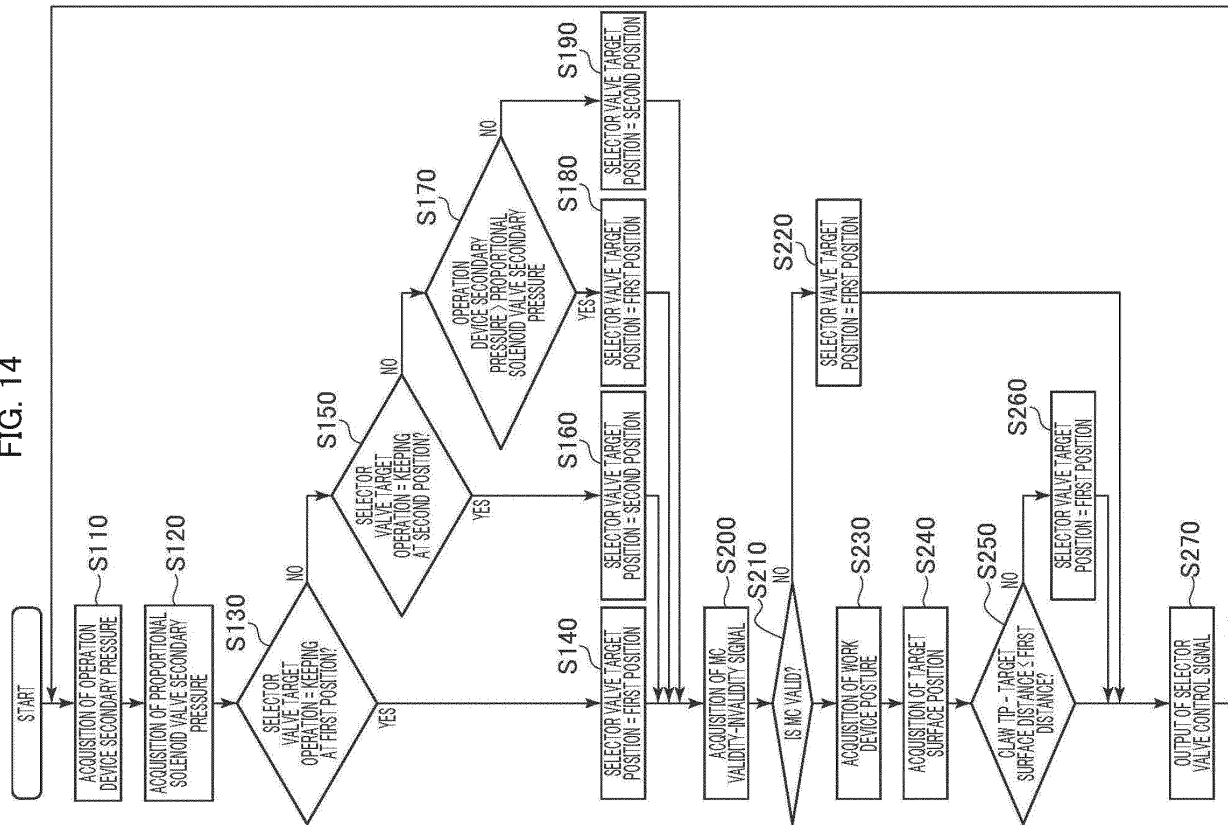 FIG. 14
START
ACQUISITION OF OPERATION
DEVICE SECONDARY PRESSURE
S110
ACQUISITION OF PROPORTIONAL
SOLENOID VALVE SECONDARY
PRESSURE
S120
SELECTOR
VALVE TARGET
OPERATION = KEEPING
AT FIRST POSITION?
S130
NO
YES
SELECTOR VALVE TARGET
POSITION = FIRST POSITION
S140
SELECTOR
VALVE TARGET
OPERATION = KEEPING
AT SECOND POSITION?
S150
NO
YES
SELECTOR VALVE TARGET
POSITION = SECOND POSITION
S160
OPERATION
DEVICE SECONDARY
PRESSURE > PROPORTIONAL
SOLENOID VALVE SECONDARY
PRESSURE
S170
NO
YES
SELECTOR VALVE TARGET
POSITION = FIRST POSITION
S180
SELECTOR VALVE TARGET
POSITION = SECOND POSITION
S190
ACQUISITION OF MC
VALIDITY-INVALIDITY SIGNAL
S200
IS MC VALID?
S210
NO
SELECTOR VALVE TARGET
POSITION = FIRST POSITION
S220
ACQUISITION OF WORK
DEVICE POSTURE
S230
ACQUISITION OF TARGET
SURFACE POSITION
S240
CLAW TIP - TARGET
SURFACE DISTANCE ≤ FIRST
DISTANCE?
S250
NO
SELECTOR VALVE TARGET
POSITION = FIRST POSITION
S260
OUTPUT OF SELECTOR
VALVE CONTROL SIGNAL
S270